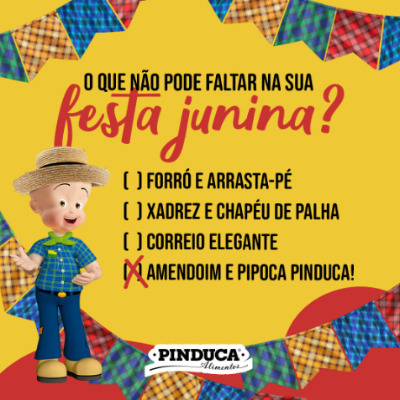 O QUE NÃO PODE FALTAR NA SUA
festa junina?
( ) FORRÓ E ARRASTA-PÉ
( ) XADREZ E CHAPÉU DE PALHA
( ) CORREIO ELEGANTE
(X) AMENDOIM E PIPOCA PINDUCA!
PINDUCA
Alimentos